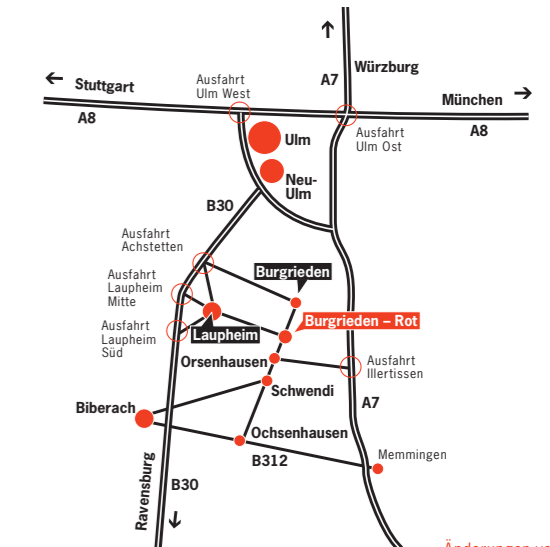 Würzburg
A7
← Stuttgart
Ausfahrt
Ulm West
München →
A8
A8
Ausfahrt
Ulm Ost
Ulm
Neu-
Ulm
B30
Ausfahrt
Achstetten
Burgrieden
Ausfahrt
Laupheim
Mitte
Burgrieden – Rot
Laupheim
Ausfahrt
Laupheim
Süd
Orsenhausen
Ausfahrt
Illertissen
Schwendi
A7
Biberach
Ochsenhausen
B312
Memmingen
Ravensburg
B30